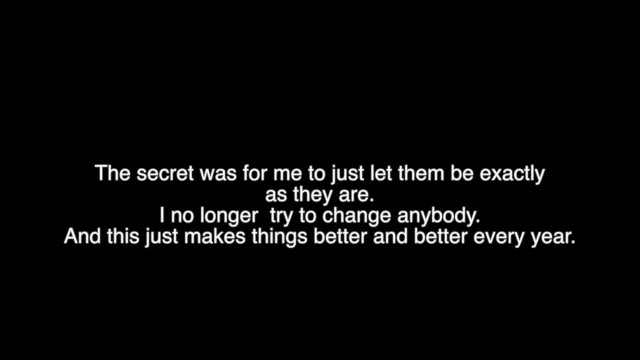 The secret was for me to just let them be exactly
as they are.
I no longer  try to change anybody.
And this just makes things better and better every year.